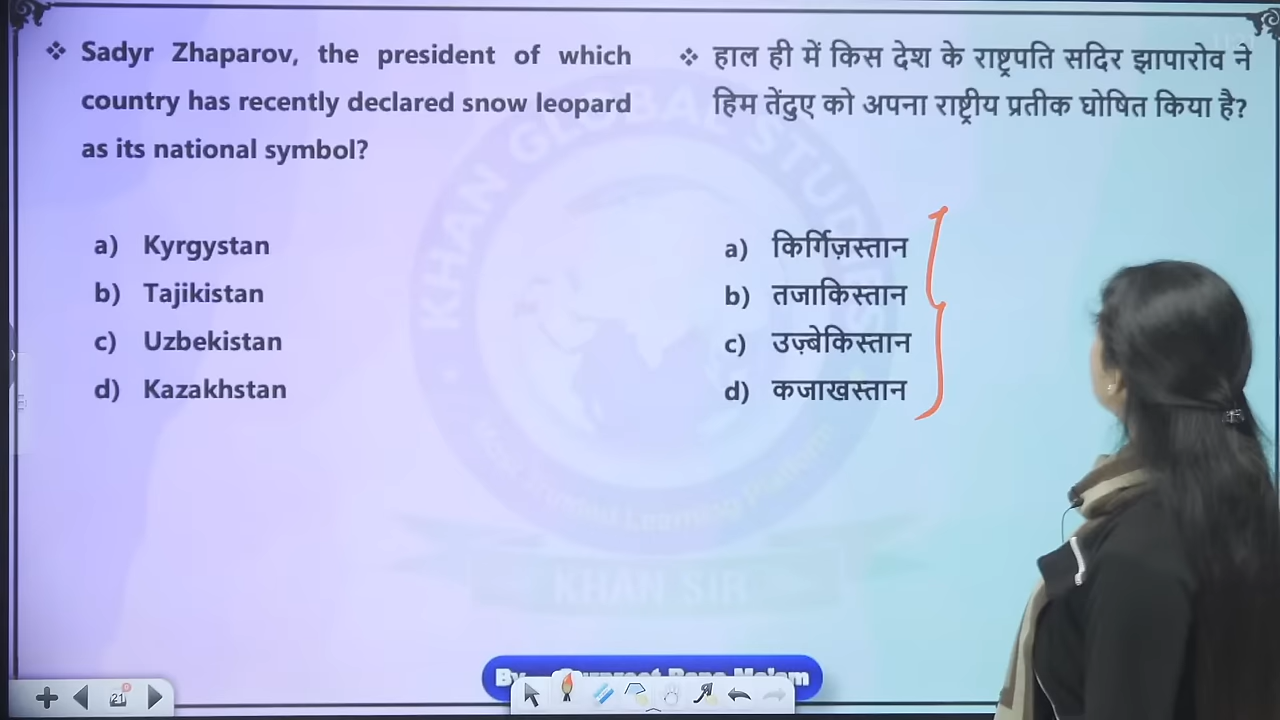 ❖ Sadyr Zhaparov, the president of which
country has recently declared snow leopard
as its national symbol?
a) Kyrgystan
b) Tajikistan
c) Uzbekistan
d) Kazakhstan
❖ हाल ही में किस देश के राष्ट्रपति सदिर झापारोव ने
हिम तेंदुए को अपना राष्ट्रीय प्रतीक घोषित किया है?
a) किर्गिज़स्तान
b) तजाकिस्तान
c) उज़्बेकिस्तान
d) कजाखस्तान
KHAN GLOBAL STUDIES
KHAN SIR
By
21